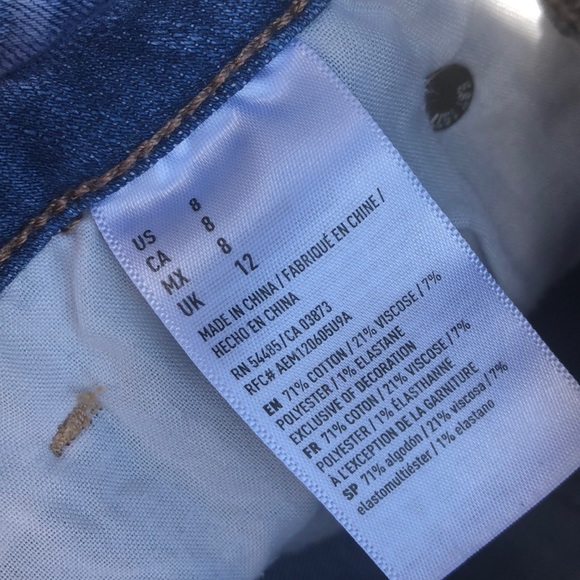 US 8
CA 8
MX 8
UK 12
MADE IN CHINA / FABRIQUÉ EN CHINE /
HECHO EN CHINA
RN 54485 / CA 03873
RFC# AEM120605U9A
EN 71% COTTON / 21% VISCOSE / 7%
POLYESTER / 1% ELASTANE
EXCLUSIVE OF DECORATION
FR 71% COTON / 21% VISCOSE / 7%
POLYESTER / 1% ÉLASTHANNE
À L'EXCEPTION DE LA GARNITURE
SP 71% algodón / 21% viscosa / 7%
elastomultiéster / 1% elastano